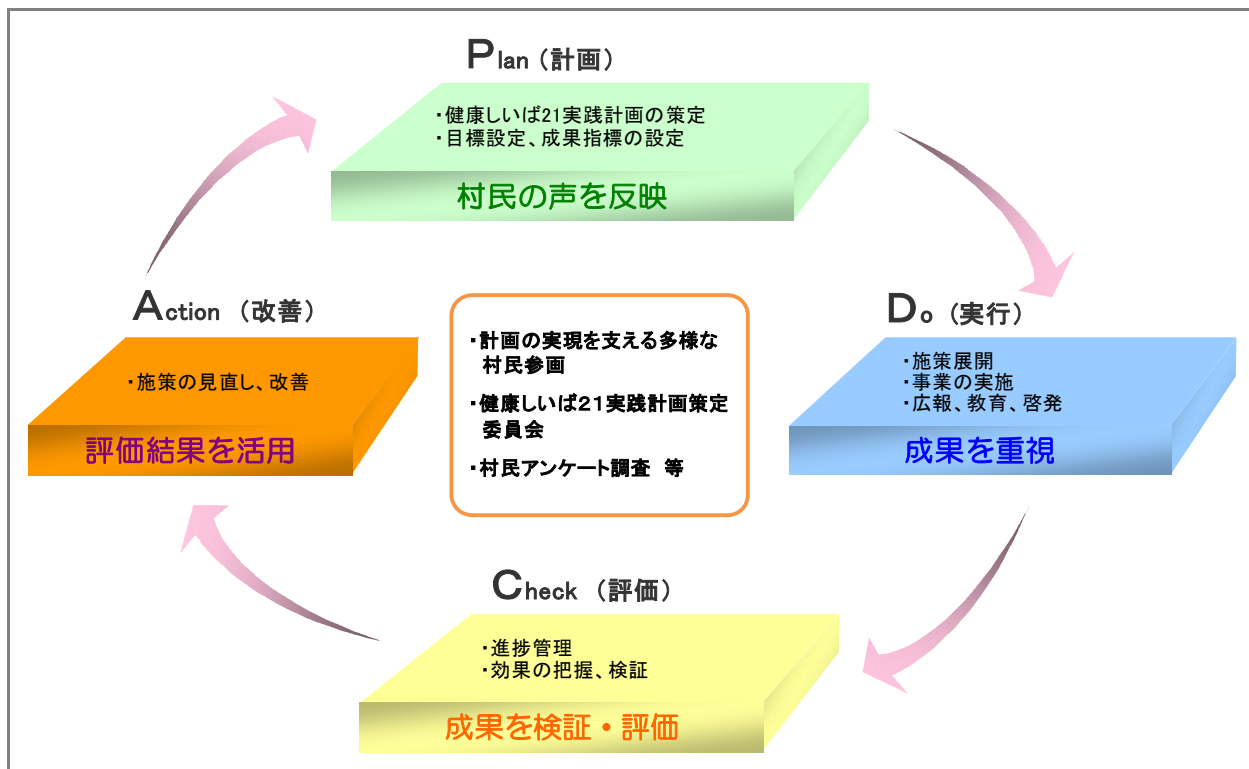 Plan（計画）
・健康しいば21実践計画の策定
・目標設定、成果指標の設定
村民の声を反映
Action （改善）
・施策の見直し、改善
評価結果を活用
・計画の実現を支える多様な
村民参画
・健康しいば２１実践計画策定
委員会
・村民アンケート調査　等
Do（実行）
・施策展開
・事業の実施
・広報、教育、啓発
成果を重視
Check （評価）
・進捗管理
・効果の把握、検証
成果を検証・評価